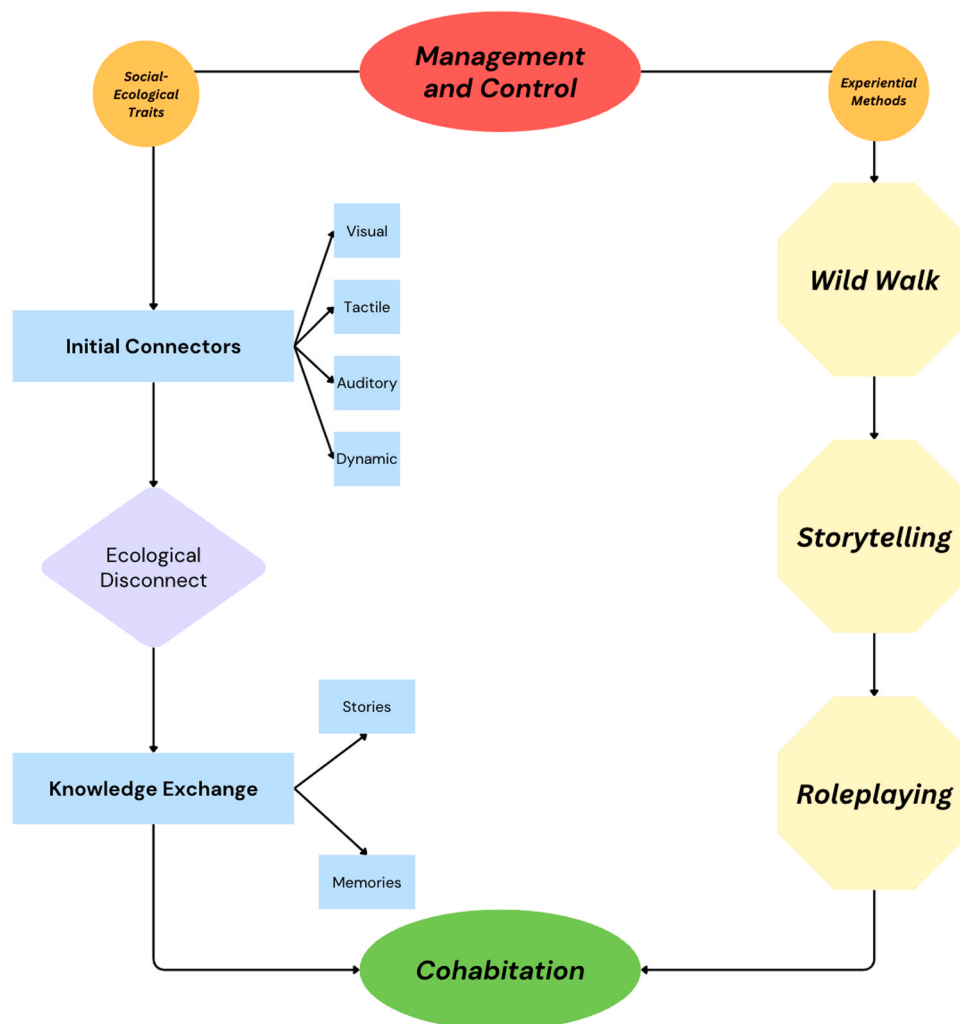 Management
and Control
Social-
Ecological
Traits
Experiential
Methods
Visual
Tactile
Auditory
Dynamic
Initial Connectors
Wild Walk
Ecological
Disconnect
Storytelling
Stories
Knowledge Exchange
Memories
Roleplaying
Cohabitation